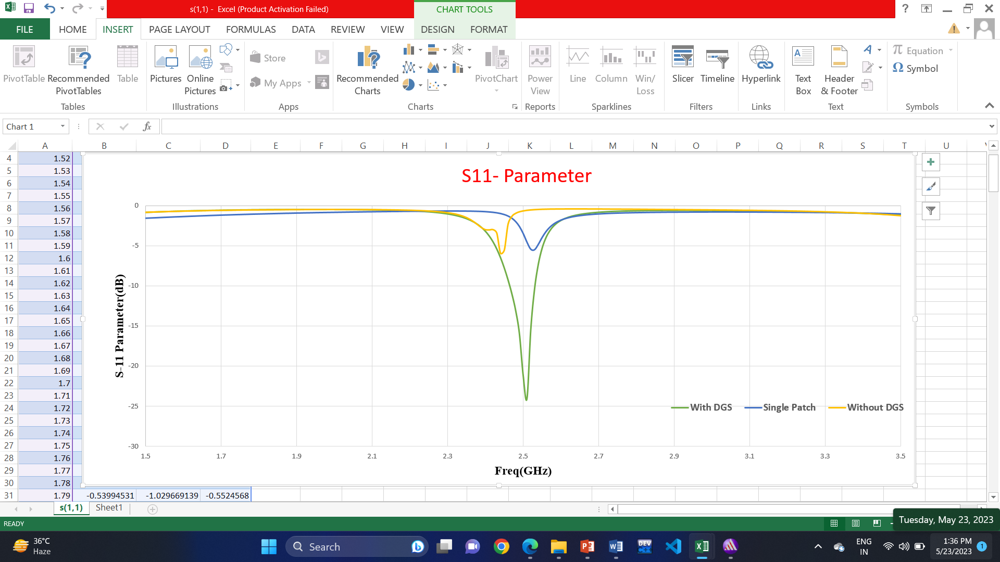 s(1,1) - Excel (Product Activation Failed)
CHART TOOLS
?
FILE HOME INSERT PAGE LAYOUT FORMULAS DATA REVIEW VIEW DESIGN FORMAT
PivotTable
Recommended
PivotTables
Table
Tables
Pictures
Online
Pictures
Illustrations
Store
My Apps
Apps
Recommended
Charts
PivotChart
Charts
Power
View
Reports
Line
Column
Win/
Loss
Sparklines
Slicer
Timeline
Filters
Hyperlink
Links
Text
Box
Header
& Footer
Text
π Equation
Ω Symbol
Symbols
Chart 1
fx
A B C D E F G H I J K L M N O P Q R S T U
4 1.52
5 1.53
6 1.54
7 1.55
8 1.56
9 1.57
10 1.58
11 1.59
12 1.6
13 1.61
14 1.62
15 1.63
16 1.64
17 1.65
18 1.66
19 1.67
20 1.68
21 1.69
22 1.7
23 1.71
24 1.72
25 1.73
26 1.74
27 1.75
28 1.76
29 1.77
30 1.78
31 1.79 -0.53994531 -1.029669139 -0.5524568
S11- Parameter
S-11 Parameter(dB)
0
-5
-10
-15
-20
-25
-30
With DGS Single Patch Without DGS
1.5 1.7 1.9 2.1 2.3 2.5 2.7 2.9 3.1 3.3 3.5
Freq(GHz)
s(1,1) Sheet1
READY
Tuesday, May 23, 2023
36°C
Haze
Search
DEV
ENG
IN
1:36 PM
5/23/2023
1